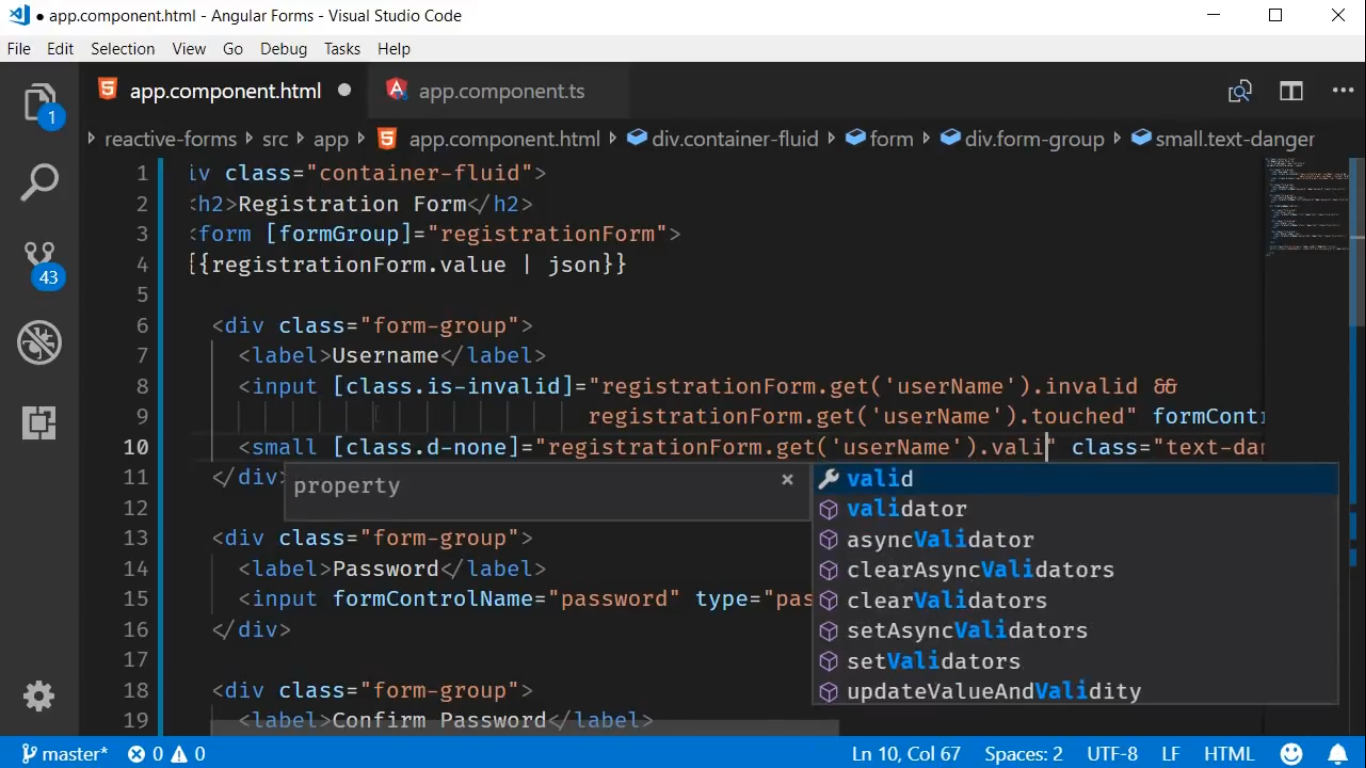 app.component.html - Angular Forms - Visual Studio Code
File Edit Selection View Go Debug Tasks Help
app.component.html app.component.ts
reactive-forms src app app.component.html div.container-fluid form div.form-group small.text-danger
1 iv class="container-fluid">
2 <h2>Registration Form</h2>
3 <form [formGroup]="registrationForm">
4 {{registrationForm.value | json}}
5
6 <div class="form-group">
7 <label>Username</label>
8 <input [class.is-invalid]="registrationForm.get('userName').invalid &&
9 registrationForm.get('userName').touched" formContr
10 <small [class.d-none]="registrationForm.get('userName').vali" class="text-dan
11 </div>
property ×
valid
validator
asyncValidator
clearAsyncValidators
clearValidators
setAsyncValidators
setValidators
updateValueAndValidity
12
13 <div class="form-group">
14 <label>Password</label>
15 <input formControlName="password" type="pas
16 </div>
17
18 <div class="form-group">
19 <label>Confirm Password</label>
1
43
master* 0 0 Ln 10, Col 67 Spaces: 2 UTF-8 LF HTML